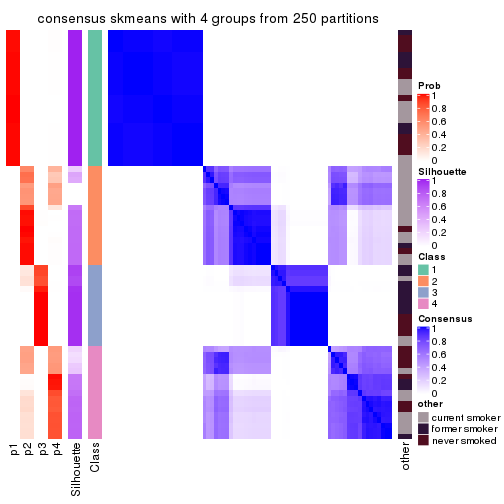 consensus skmeans with 4 groups from 250 partitions
p1
p2
p3
p4
Silhouette
Class
other
Prob
1
0.8
0.6
0.4
0.2
0
Silhouette
1
0.8
0.6
0.4
0.2
0
Class
1
2
3
4
Consensus
1
0.8
0.6
0.4
0.2
0
other
current smoker
former smoker
never smoked